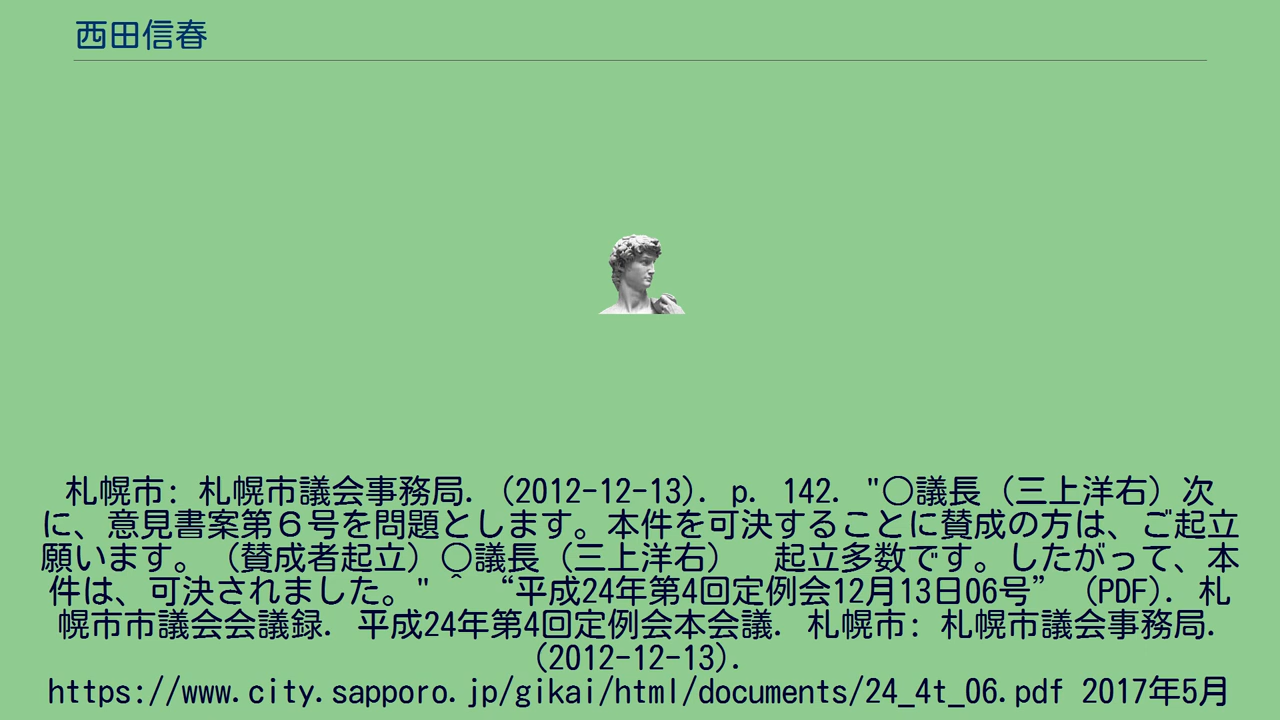 西田信春
札幌市: 札幌市議会事務局. (2012-12-13). p. 142. "○議長（三上洋右）次
に、意見書案第６号を問題とします。本件を可決することに賛成の方は、ご起立
願います。（賛成者起立）○議長（三上洋右）　起立多数です。したがって、本
件は、可決されました。" ^ “平成24年第4回定例会12月13日06号” (PDF). 札
幌市市議会会議録. 平成24年第4回定例会本会議. 札幌市: 札幌市議会事務局.
(2012-12-13).
https://www.city.sapporo.jp/gikai/html/documents/24_4t_06.pdf 2017年5月